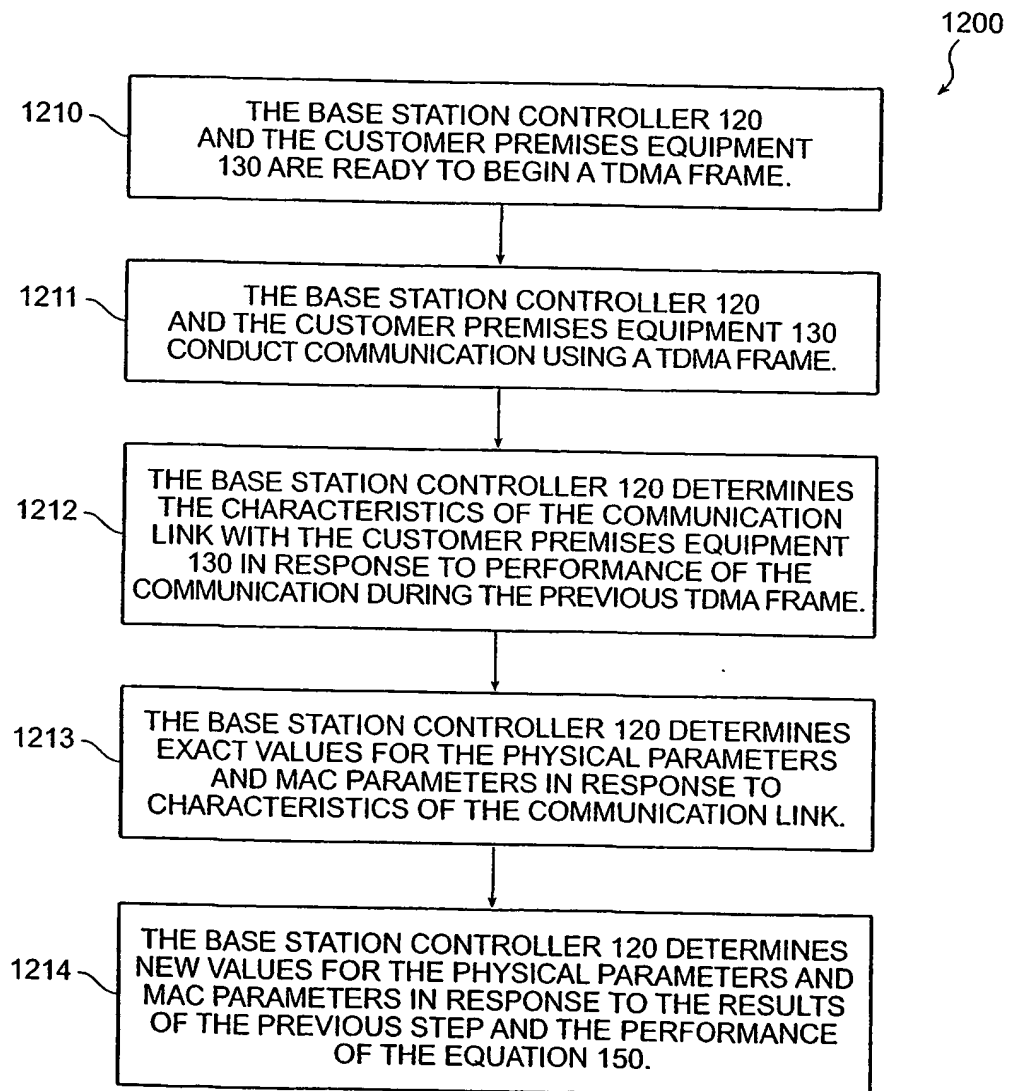 1200
1210
THE BASE STATION CONTROLLER 120
AND THE CUSTOMER PREMISES EQUIPMENT
130 ARE READY TO BEGIN A TDMA FRAME.
1211
THE BASE STATION CONTROLLER 120
AND THE CUSTOMER PREMISES EQUIPMENT 130
CONDUCT COMMUNICATION USING A TDMA FRAME.
1212
THE BASE STATION CONTROLLER 120 DETERMINES
THE CHARACTERISTICS OF THE COMMUNICATION
LINK WITH THE CUSTOMER PREMISES EQUIPMENT
130 IN RESPONSE TO PERFORMANCE OF THE
COMMUNICATION DURING THE PREVIOUS TDMA FRAME.
1213
THE BASE STATION CONTROLLER 120 DETERMINES
EXACT VALUES FOR THE PHYSICAL PARAMETERS
AND MAC PARAMETERS IN RESPONSE TO
CHARACTERISTICS OF THE COMMUNICATION LINK.
1214
THE BASE STATION CONTROLLER 120 DETERMINES
NEW VALUES FOR THE PHYSICAL PARAMETERS AND
MAC PARAMETERS IN RESPONSE TO THE RESULTS
OF THE PREVIOUS STEP AND THE PERFORMANCE
OF THE EQUATION 150.